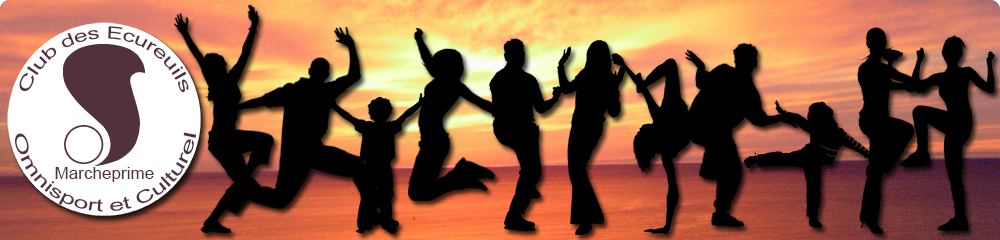 Club des Ecureuils
Marcheprime
Omnisport et Culturel